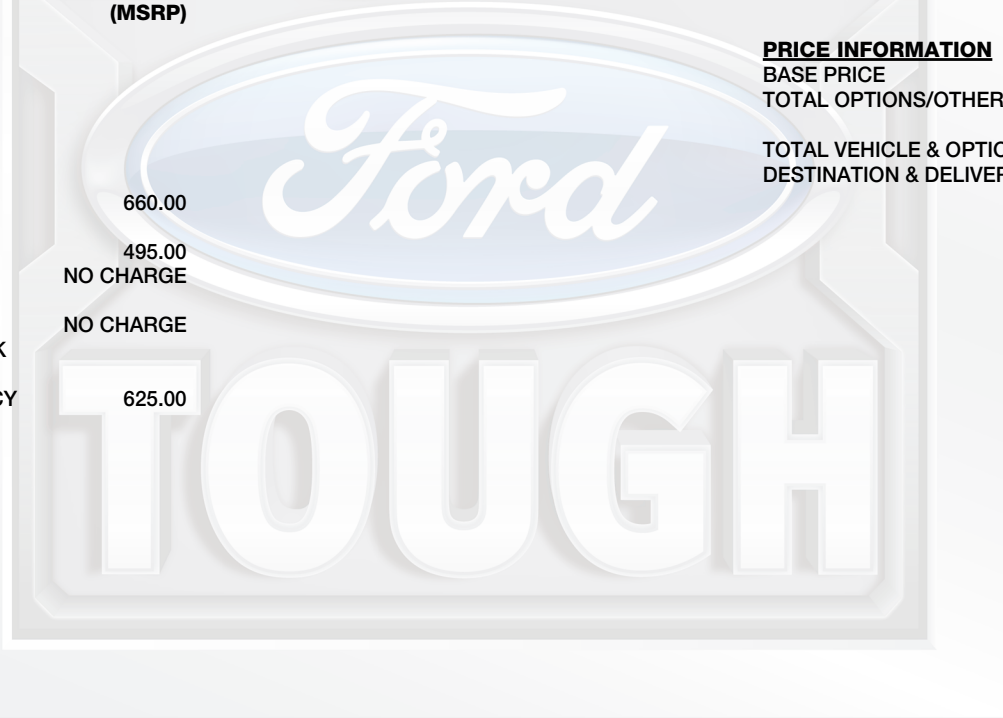 (MSRP)
660.00
495.00
NO CHARGE
NO CHARGE
K
CY
625.00
PRICE INFORMATION
BASE PRICE
TOTAL OPTIONS/OTHER
TOTAL VEHICLE & OPTIO
DESTINATION & DELIVER
Ford
TOUGH